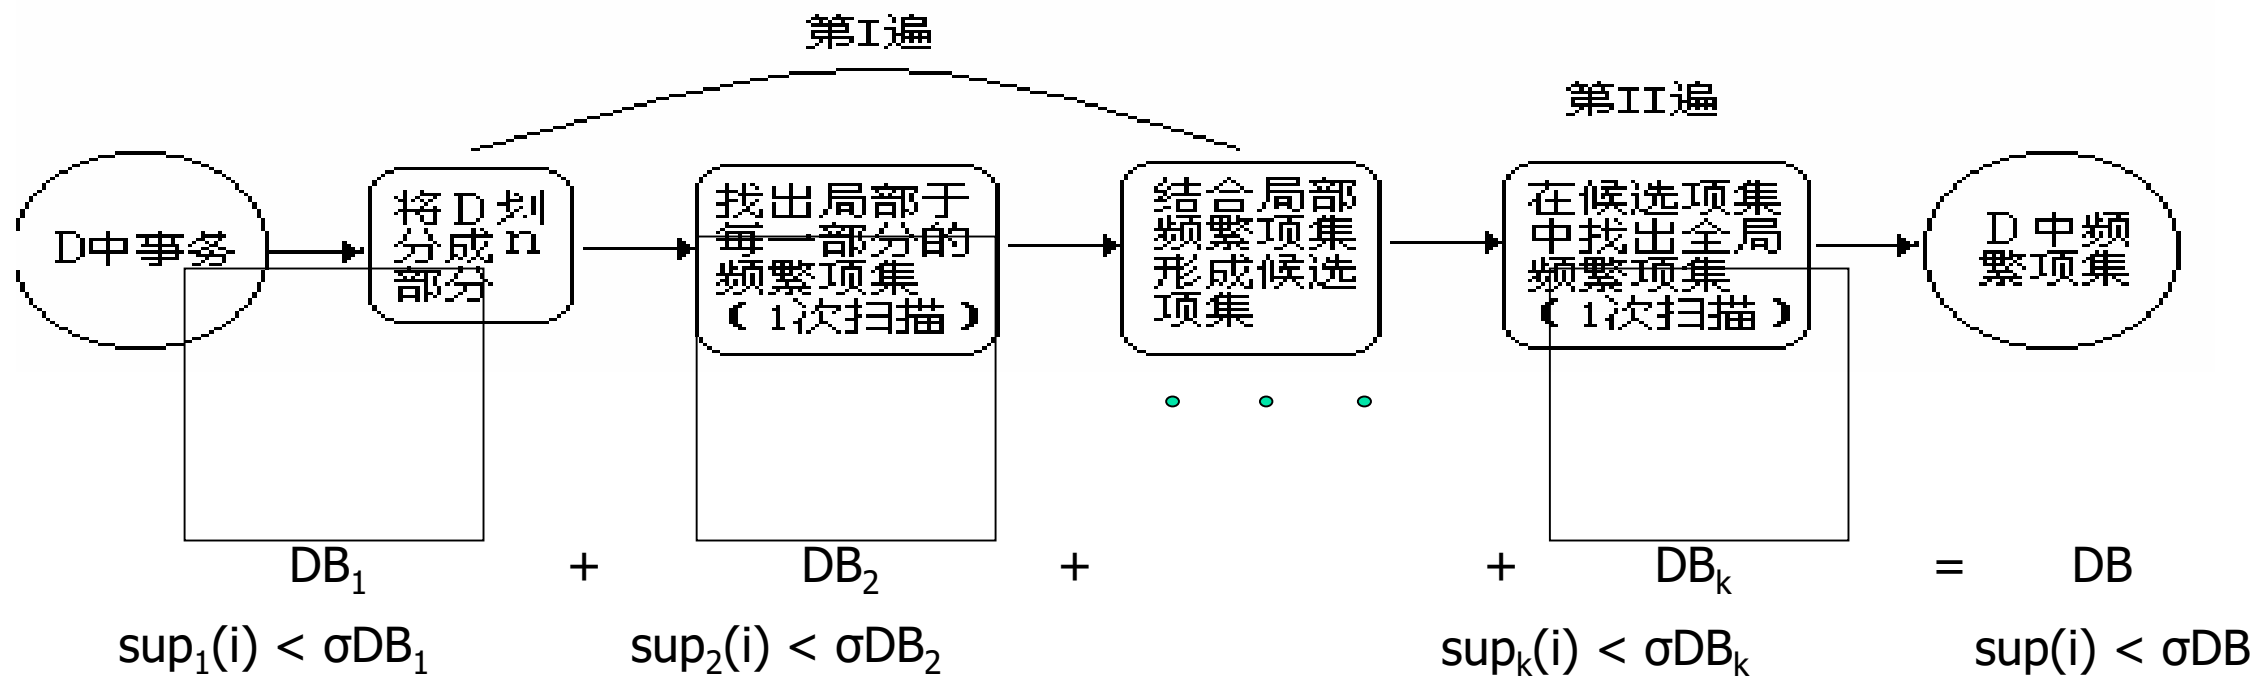 第I遍
第II遍
D中事务
将D划
分成n
部分
找出局部于
每一部分的
频繁项集
(1次扫描)
结合局部
频繁项集
形成候选
项集
在候选项集
中找出全局
频繁项集
(1次扫描)
D中频
繁项集
DB₁ + DB₂ + + DBₖ = DB
sup₁(i) < σDB₁ sup₂(i) < σDB₂ supₖ(i) < σDBₖ sup(i) < σDB